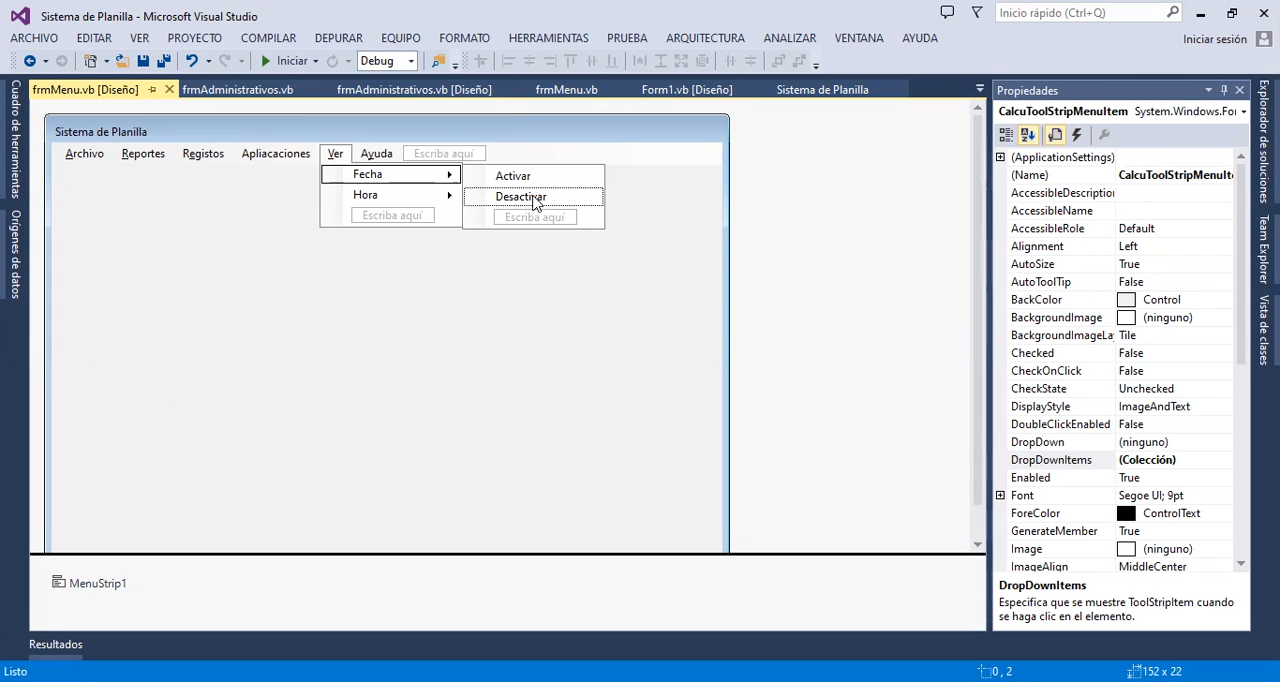 Sistema de Planilla - Microsoft Visual Studio
Inicio rápido (Ctrl+Q)
ARCHIVO EDITAR VER PROYECTO COMPILAR DEPURAR EQUIPO FORMATO HERRAMIENTAS PRUEBA ARQUITECTURA ANALIZAR VENTANA AYUDA
Iniciar sesión
Iniciar Debug
frmMenu.vb [Diseño] frmAdministrativos.vb frmAdministrativos.vb [Diseño] frmMenu.vb Form1.vb [Diseño] Sistema de Planilla
Cuadro de herramientas
Orígenes de datos
Sistema de Planilla
Archivo Reportes Registos Apliacaciones Ver Ayuda Escriba aquí
Fecha
Hora
Escriba aquí
Activar
Desactivar
Escriba aquí
MenuStrip1
Propiedades
CalcuToolStripMenuItem System.Windows.For
(ApplicationSettings)
(Name) CalcuToolStripMenuIt
AccessibleDescription
AccessibleName
AccessibleRole Default
Alignment Left
AutoSize True
AutoToolTip False
BackColor Control
BackgroundImage (ninguno)
BackgroundImageLa Tile
Checked False
CheckOnClick False
CheckState Unchecked
DisplayStyle ImageAndText
DoubleClickEnabled False
DropDown (ninguno)
DropDownItems (Colección)
Enabled True
Font Segoe UI; 9pt
ForeColor ControlText
GenerateMember True
Image (ninguno)
ImageAlign MiddleCenter
DropDownItems
Especifica que se muestre ToolStripItem cuando
se haga clic en el elemento.
Explorador de soluciones
Team Explorer
Vista de clases
Resultados
Listo 0 , 2 152 x 22